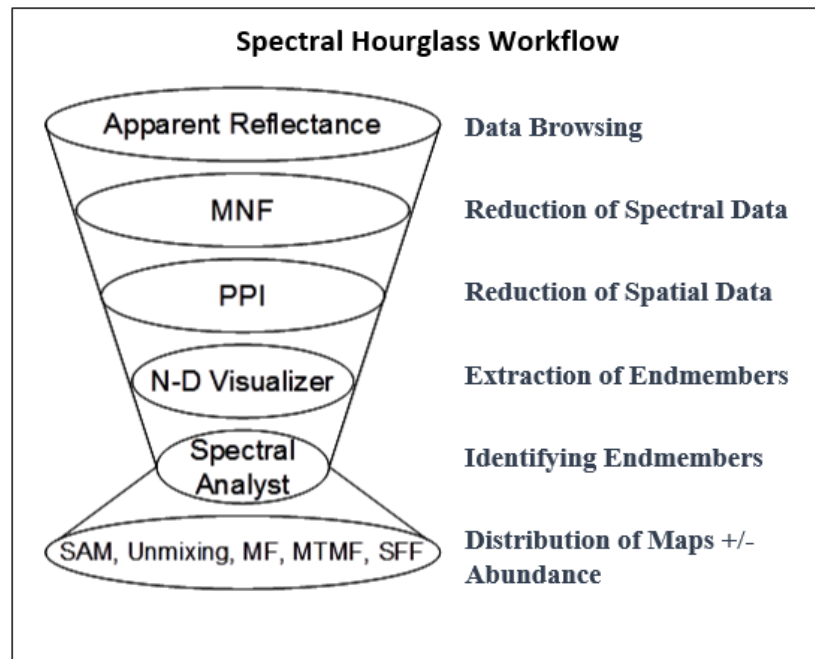 Spectral Hourglass Workflow
Apparent Reflectance
Data Browsing
MNF
Reduction of Spectral Data
PPI
Reduction of Spatial Data
N-D Visualizer
Extraction of Endmembers
Spectral
Analyst
Identifying Endmembers
SAM, Unmixing, MF, MTMF, SFF
Distribution of Maps +/-
Abundance